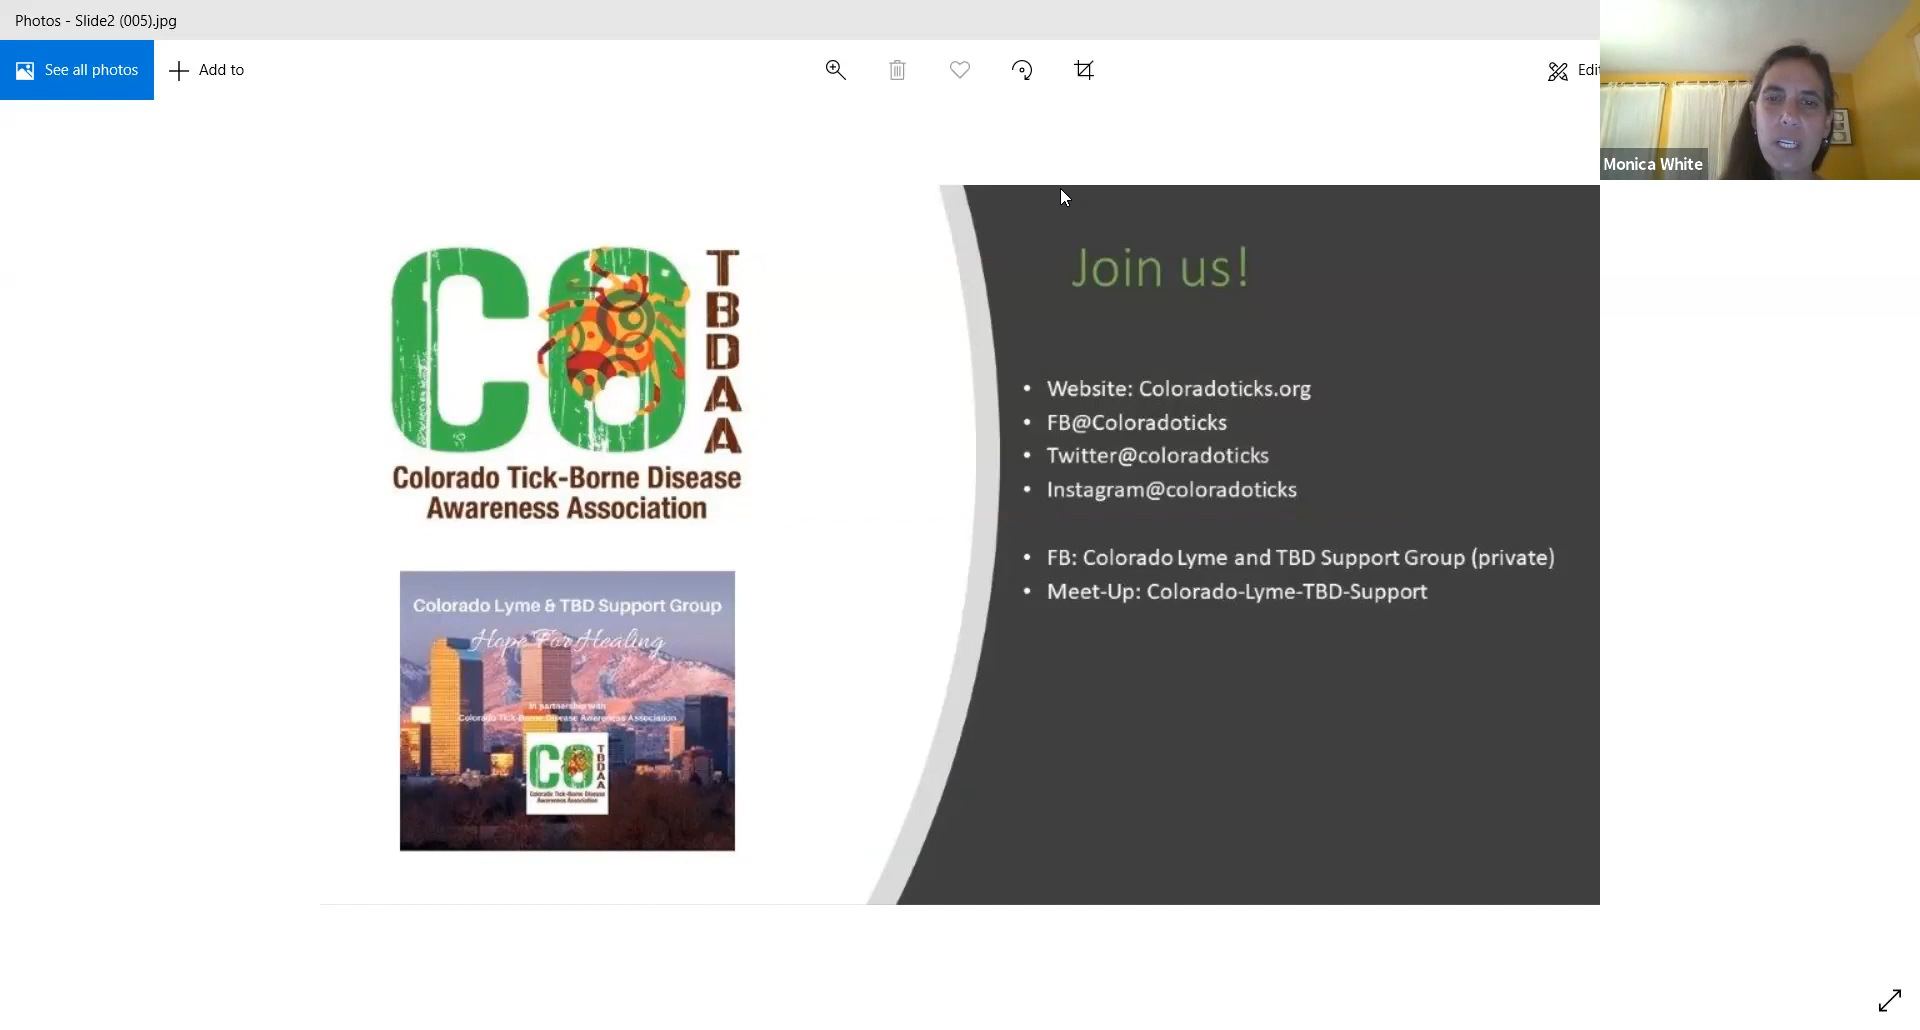 Photos - Slide2 (005).jpg
See all photos
Add to
Edit
Monica White
CO
TBDAA
Colorado Tick-Borne Disease
Awareness Association
Join us!
• Website: Coloradoticks.org
• FB@Coloradoticks
• Twitter@coloradoticks
• Instagram@coloradoticks
• FB: Colorado Lyme and TBD Support Group (private)
• Meet-Up: Colorado-Lyme-TBD-Support
Colorado Lyme & TBD Support Group
Hope For Healing
In partnership with
Colorado Tick-Borne Disease Awareness Association
CO
TBDAA
Colorado Tick-Borne Disease
Awareness Association